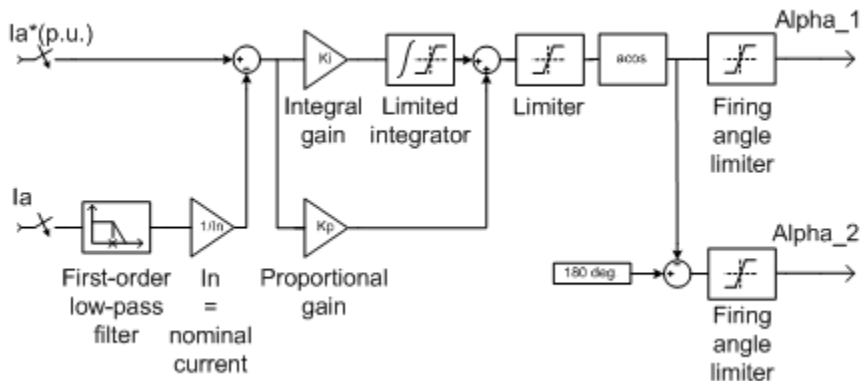 Ia*(p.u.)
Alpha_1
Ki
acos
Integral
gain
Limited
integrator
Limiter
Firing
angle
limiter
Ia
1/In
Kp
Alpha_2
180 deg.
First-order
low-pass
filter
In
=
nominal
current
Proportional
gain
Firing
angle
limiter